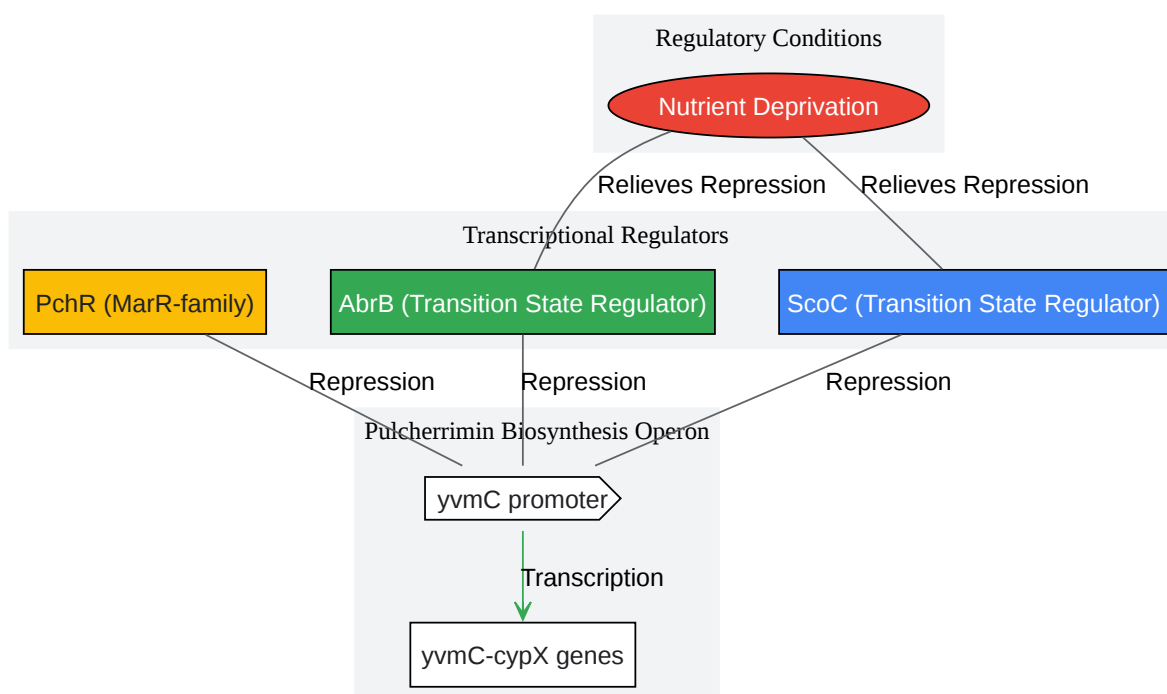 Regulatory Conditions
Nutrient Deprivation
Relieves Repression
Relieves Repression
Transcriptional Regulators
PchR (MarR-family)
AbrB (Transition State Regulator)
ScoC (Transition State Regulator)
Repression
Repression
Repression
Pulcherrimin Biosynthesis Operon
yvmC promoter
Transcription
yvmC-cypX genes